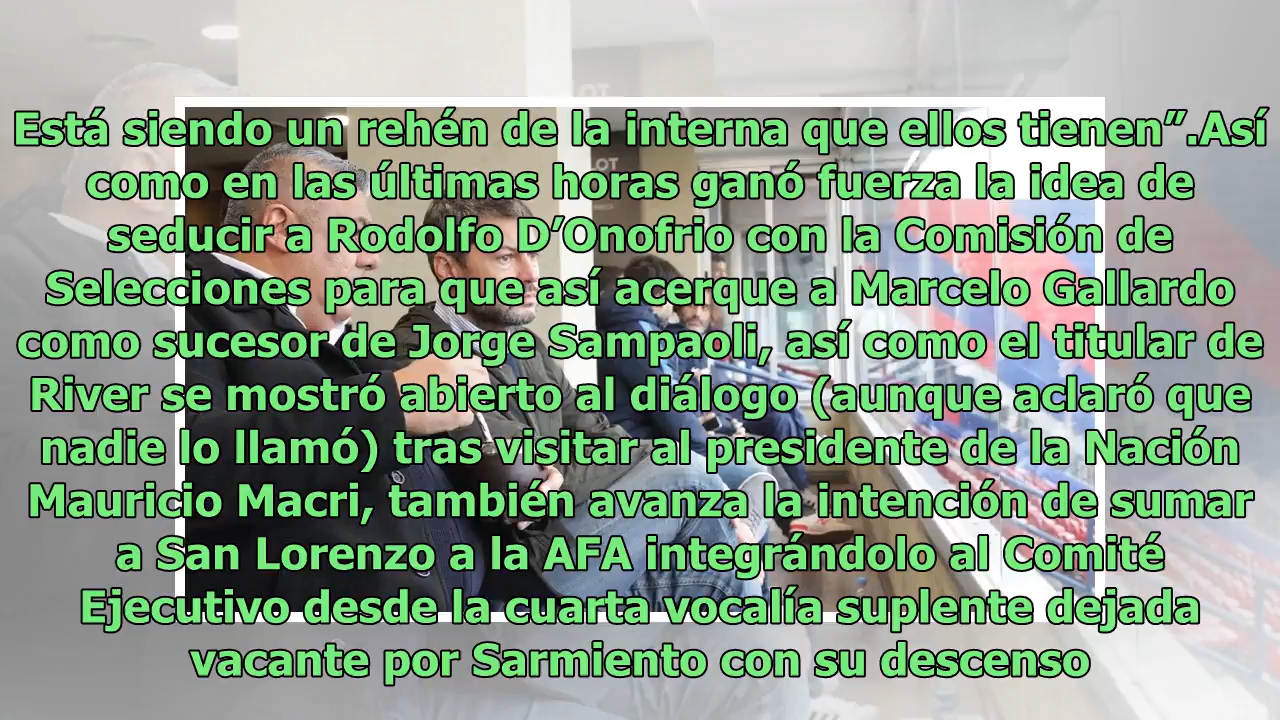 Está siendo un rehén de la interna que ellos tienen”.Así
como en las últimas horas ganó fuerza la idea de
seducir a Rodolfo D’Onofrio con la Comisión de
Selecciones para que así acerque a Marcelo Gallardo
como sucesor de Jorge Sampaoli, así como el titular de
River se mostró abierto al diálogo (aunque aclaró que
nadie lo llamó) tras visitar al presidente de la Nación
Mauricio Macri, también avanza la intención de sumar
a San Lorenzo a la AFA integrándolo al Comité
Ejecutivo desde la cuarta vocalía suplente dejada
vacante por Sarmiento con su descenso